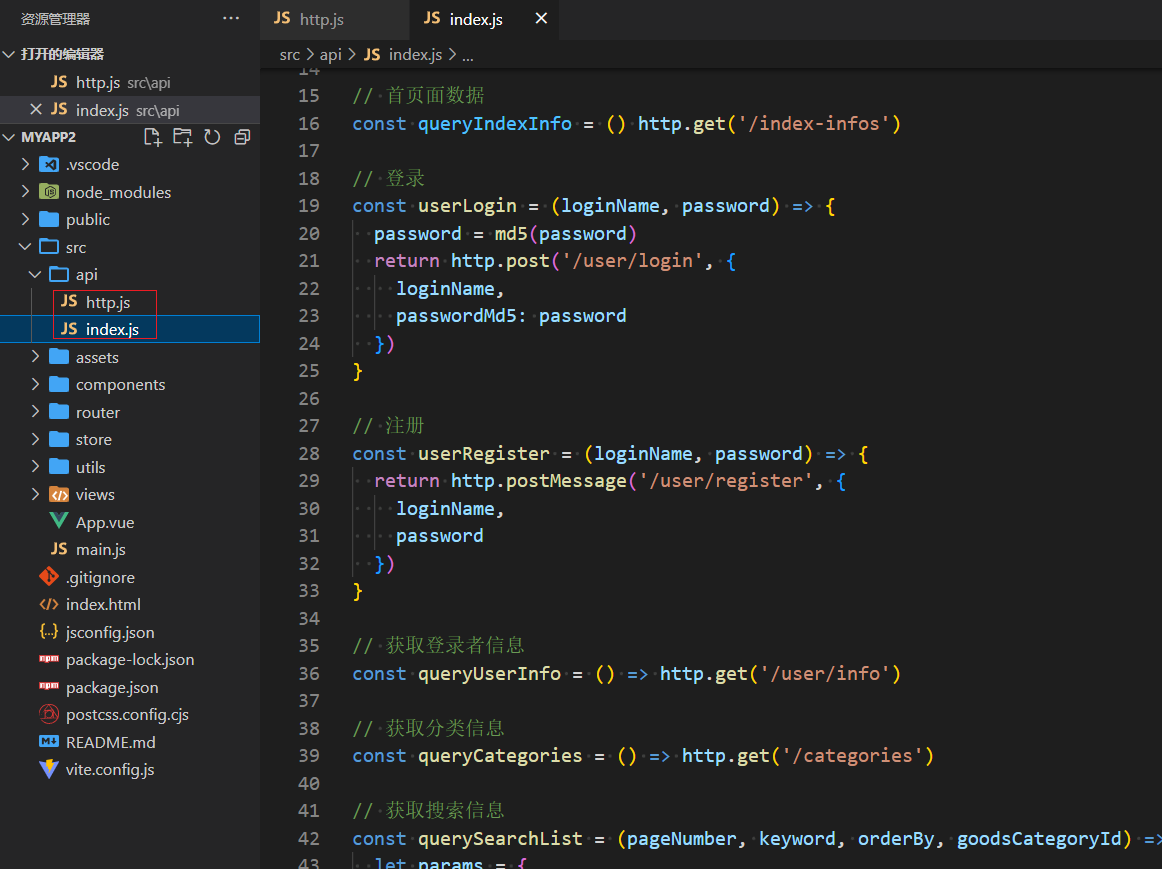 资源管理器 ...
打开的编辑器
JS http.js src\api
JS index.js src\api
MYAPP2
.vscode
node_modules
public
src
api
JS http.js
JS index.js
assets
components
router
store
utils
views
App.vue
JS main.js
.gitignore
index.html
jsconfig.json
package-lock.json
package.json
postcss.config.cjs
README.md
vite.config.js
JS http.js JS index.js
src > api > JS index.js > ...
14
15 // 首页面数据
16 const queryIndexInfo = () http.get('/index-infos')
17
18 // 登录
19 const userLogin = (loginName, password) => {
20 password = md5(password)
21 return http.post('/user/login', {
22 loginName,
23 passwordMd5: password
24 })
25 }
26
27 // 注册
28 const userRegister = (loginName, password) => {
29 return http.postMessage('/user/register', {
30 loginName,
31 password
32 })
33 }
34
35 // 获取登录者信息
36 const queryUserInfo = () => http.get('/user/info')
37
38 // 获取分类信息
39 const queryCategories = () => http.get('/categories')
40
41 // 获取搜索信息
42 const querySearchList = (pageNumber, keyword, orderBy, goodsCategoryId) =>
43 let params = {